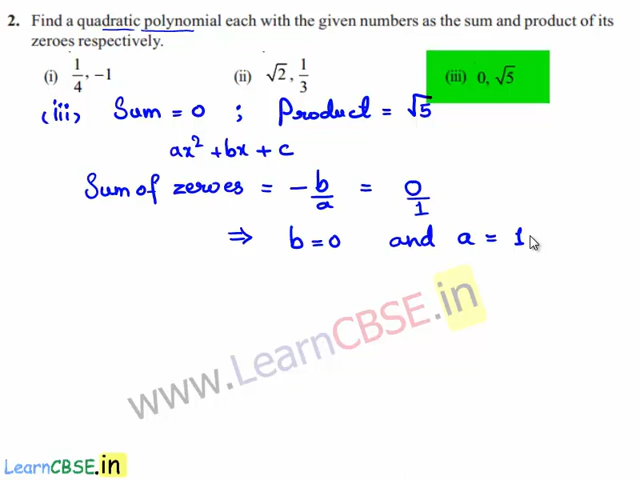 2. Find a quadratic polynomial each with the given numbers as the sum and product of its
zeroes respectively.
(i) 1/4, −1 (ii) √2, 1/3 (iii) 0, √5
(iii) Sum = 0 ; Product = √5
ax² + bx + c
Sum of zeroes = −b/a = 0/1
⇒ b = 0 and a = 1
www.LearnCBSE.in
LearnCBSE.in